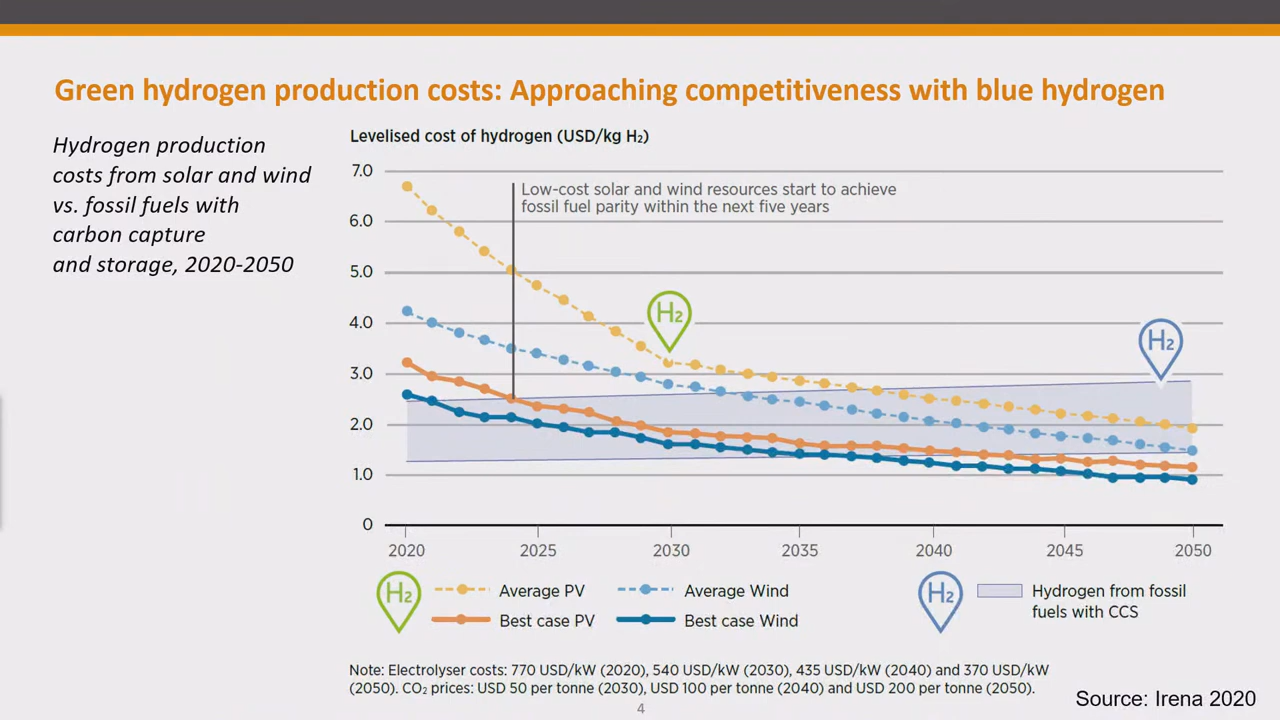 Green hydrogen production costs: Approaching competitiveness with blue hydrogen
Hydrogen production
costs from solar and wind
vs. fossil fuels with
carbon capture
and storage, 2020-2050
Levelised cost of hydrogen (USD/kg H₂)
7.0
6.0
5.0
4.0
3.0
2.0
1.0
0
Low-cost solar and wind resources start to achieve
fossil fuel parity within the next five years
H₂
H₂
2020 2025 2030 2035 2040 2045 2050
H₂
Average PV
Average Wind
Best case PV
Best case Wind
H₂
Hydrogen from fossil
fuels with CCS
Note: Electrolyser costs: 770 USD/kW (2020), 540 USD/kW (2030), 435 USD/kW (2040) and 370 USD/kW
(2050). CO₂ prices: USD 50 per tonne (2030), USD 100 per tonne (2040) and USD 200 per tonne (2050).
Source: Irena 2020
4